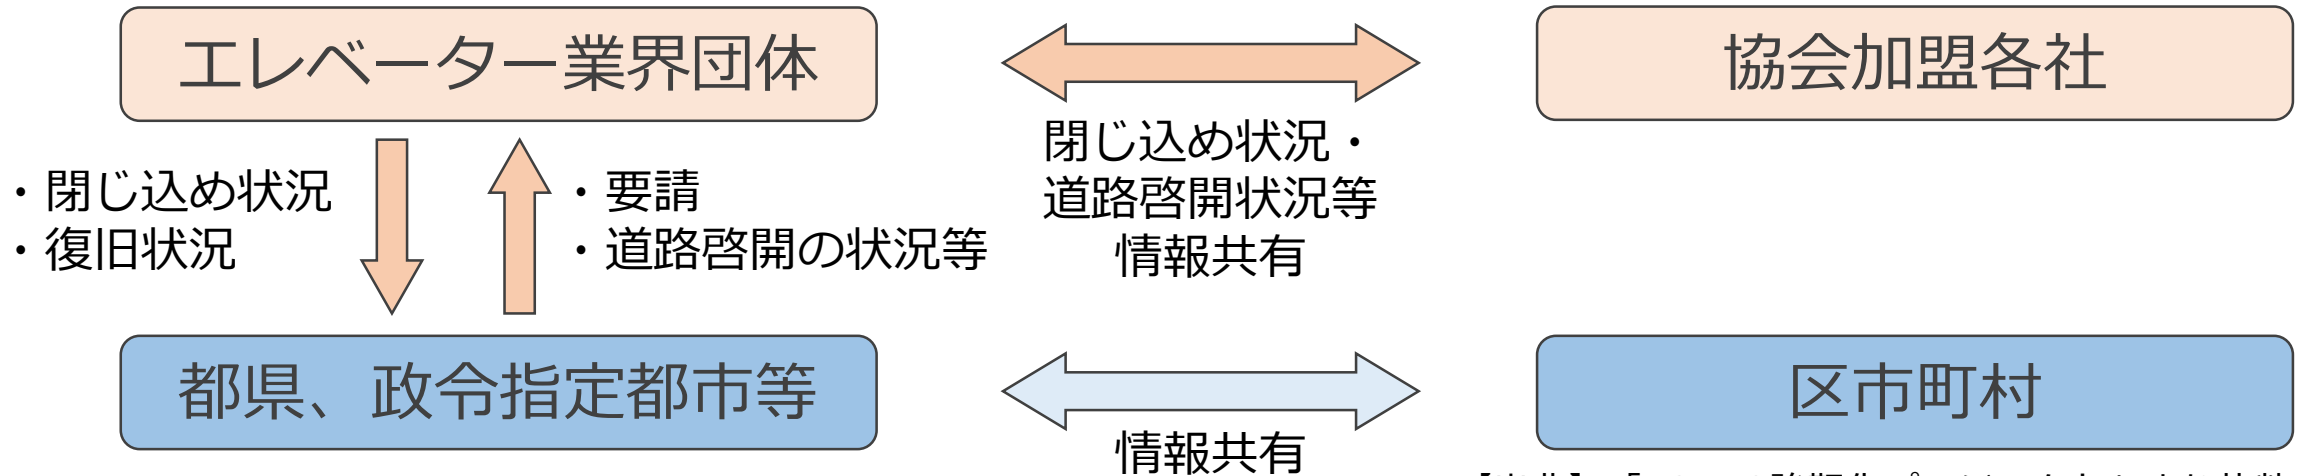 エレベーター業界団体
協会加盟各社
・閉じ込め状況
・復旧状況
・要請
・道路啓開の状況等
閉じ込め状況・
道路啓開状況等
情報共有
都県、政令指定都市等
区市町村
情報共有